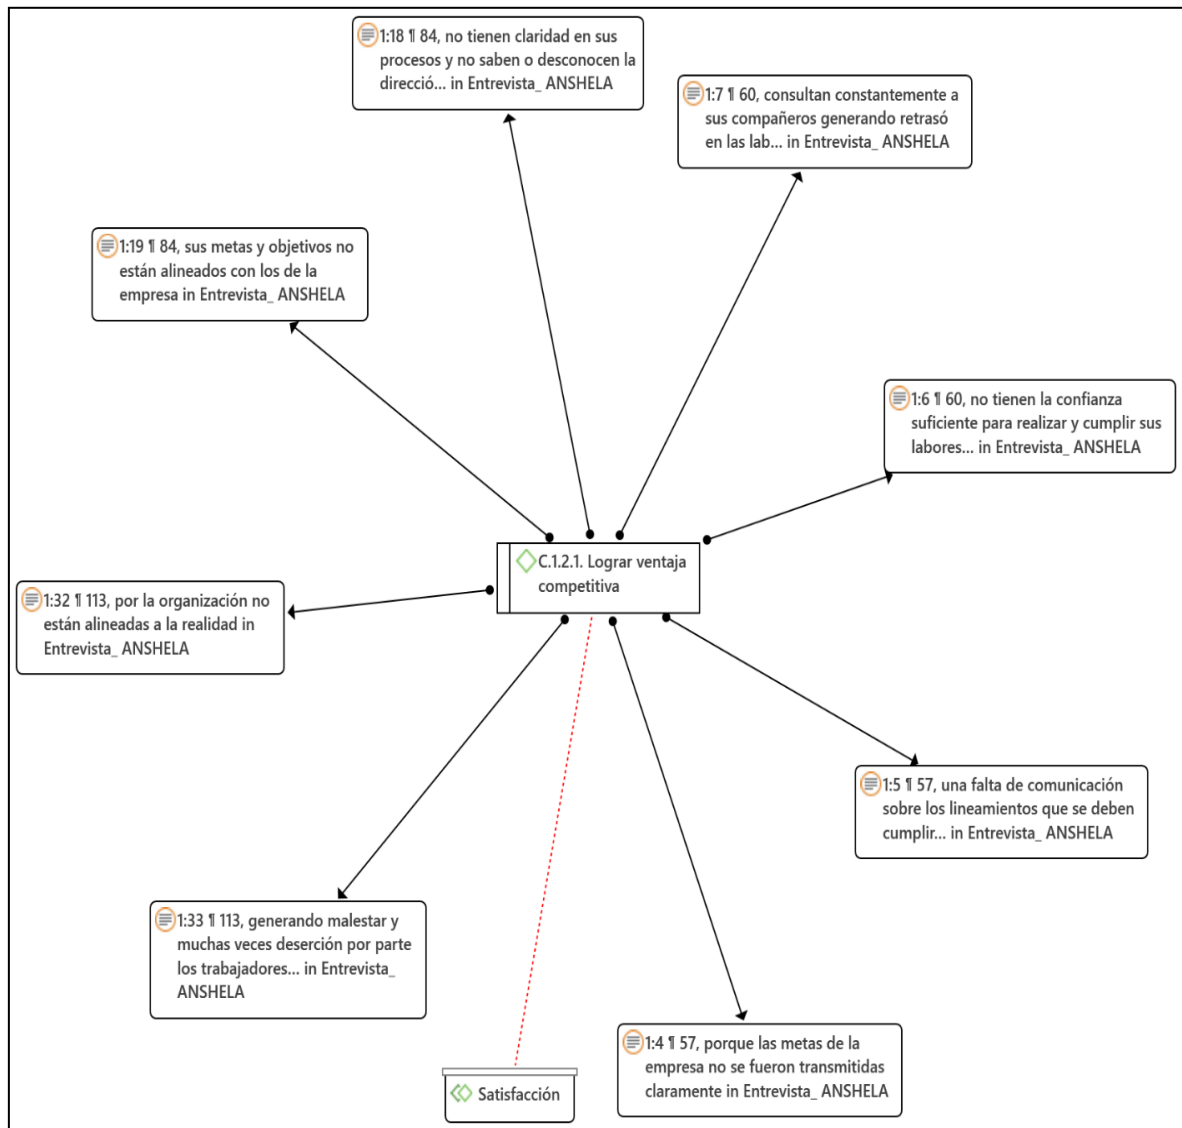 1:18 ¶ 84, no tienen claridad en sus
procesos y no saben o desconocen la
direcció... in Entrevista_ ANSHELA
1:7 ¶ 60, consultan constantemente a
sus compañeros generando retrasó
en las lab... in Entrevista_ ANSHELA
1:19 ¶ 84, sus metas y objetivos no
están alineados con los de la
empresa in Entrevista_ ANSHELA
1:6 ¶ 60, no tienen la confianza
suficiente para realizar y cumplir sus
labores... in Entrevista_ ANSHELA
C.1.2.1. Lograr ventaja
competitiva
1:32 ¶ 113, por la organización no
están alineadas a la realidad in
Entrevista_ ANSHELA
1:5 ¶ 57, una falta de comunicación
sobre los lineamientos que se deben
cumplir... in Entrevista_ ANSHELA
1:33 ¶ 113, generando malestar y
muchas veces deserción por parte
los trabajadores... in Entrevista_
ANSHELA
1:4 ¶ 57, porque las metas de la
empresa no se fueron transmitidas
claramente in Entrevista_ ANSHELA
Satisfacción